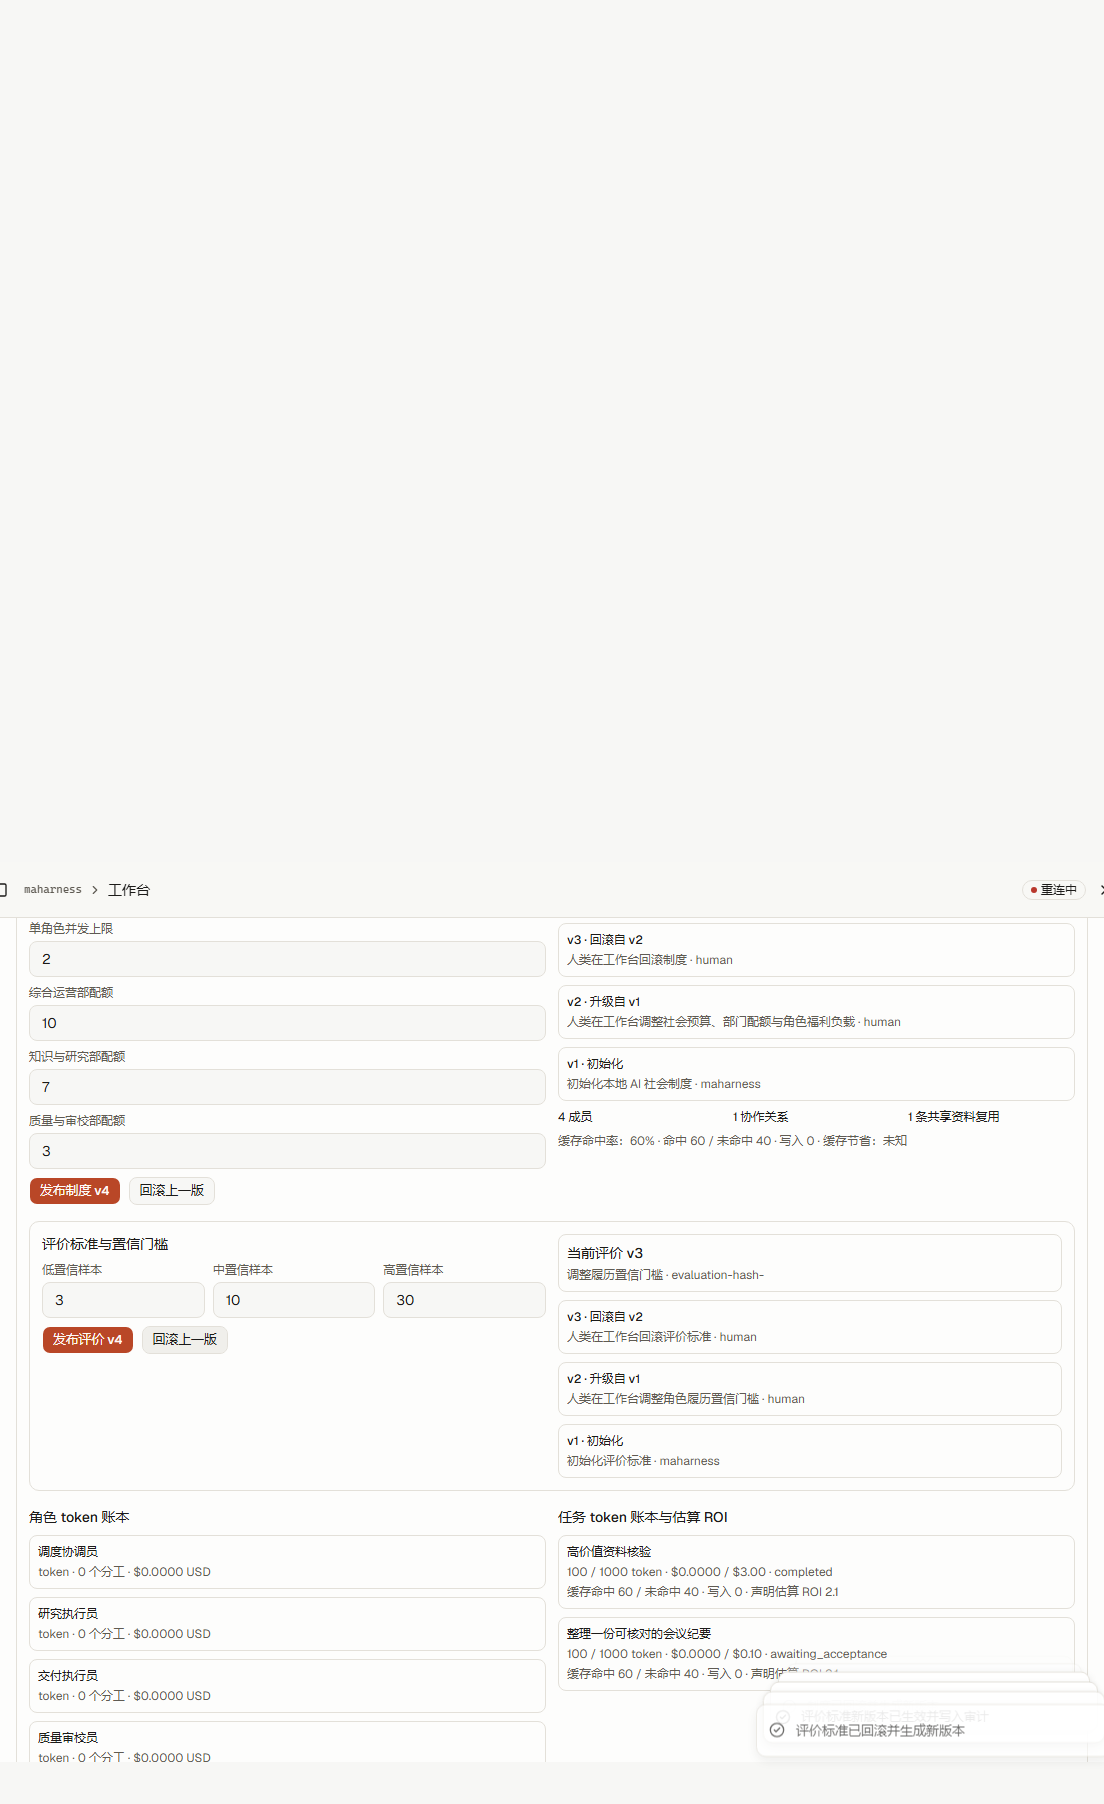 maharness > 工作台
重连中
单角色并发上限
2
综合运营部配额
10
知识与研究部配额
7
质量与审校部配额
3
发布制度 v4
回滚上一版
v3 · 回滚自 v2
人类在工作台回滚制度 · human
v2 · 升级自 v1
人类在工作台调整社会预算、部门配额与角色福利负载 · human
v1 · 初始化
初始化本地 AI 社会制度 · maharness
4 成员
1 协作关系
1 条共享资料复用
缓存命中率：60% · 命中 60 / 未命中 40 · 写入 0 · 缓存节省：未知
评价标准与置信门槛
低置信样本
中置信样本
高置信样本
3
10
30
发布评价 v4
回滚上一版
当前评价 v3
调整履历置信门槛 · evaluation-hash-
v3 · 回滚自 v2
人类在工作台回滚评价标准 · human
v2 · 升级自 v1
人类在工作台调整角色履历置信门槛 · human
v1 · 初始化
初始化评价标准 · maharness
角色 token 账本
调度协调员
token · 0 个分工 · $0.0000 USD
研究执行员
token · 0 个分工 · $0.0000 USD
交付执行员
token · 0 个分工 · $0.0000 USD
质量审校员
token · 0 个分工 · $0.0000 USD
任务 token 账本与估算 ROI
高价值资料核验
100 / 1000 token · $0.0000 / $3.00 · completed
缓存命中 60 / 未命中 40 · 写入 0 · 声明估算 ROI 2.1
整理一份可核对的会议纪要
100 / 1000 token · $0.0000 / $0.10 · awaiting_acceptance
缓存命中 60 / 未命中 40 · 写入 0 · 声明估算 ROI
评价标准新版本已生效并写入审计
评价标准已回滚并生成新版本